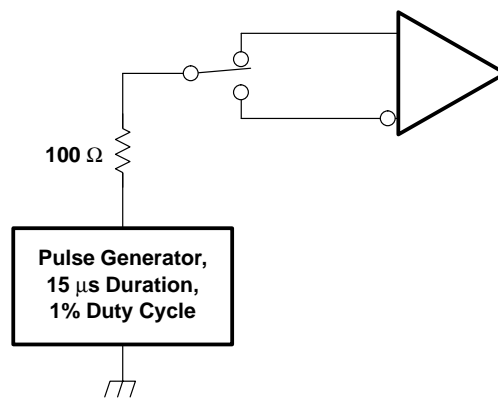 100 Ω
Pulse Generator,
15 μs Duration,
1% Duty Cycle